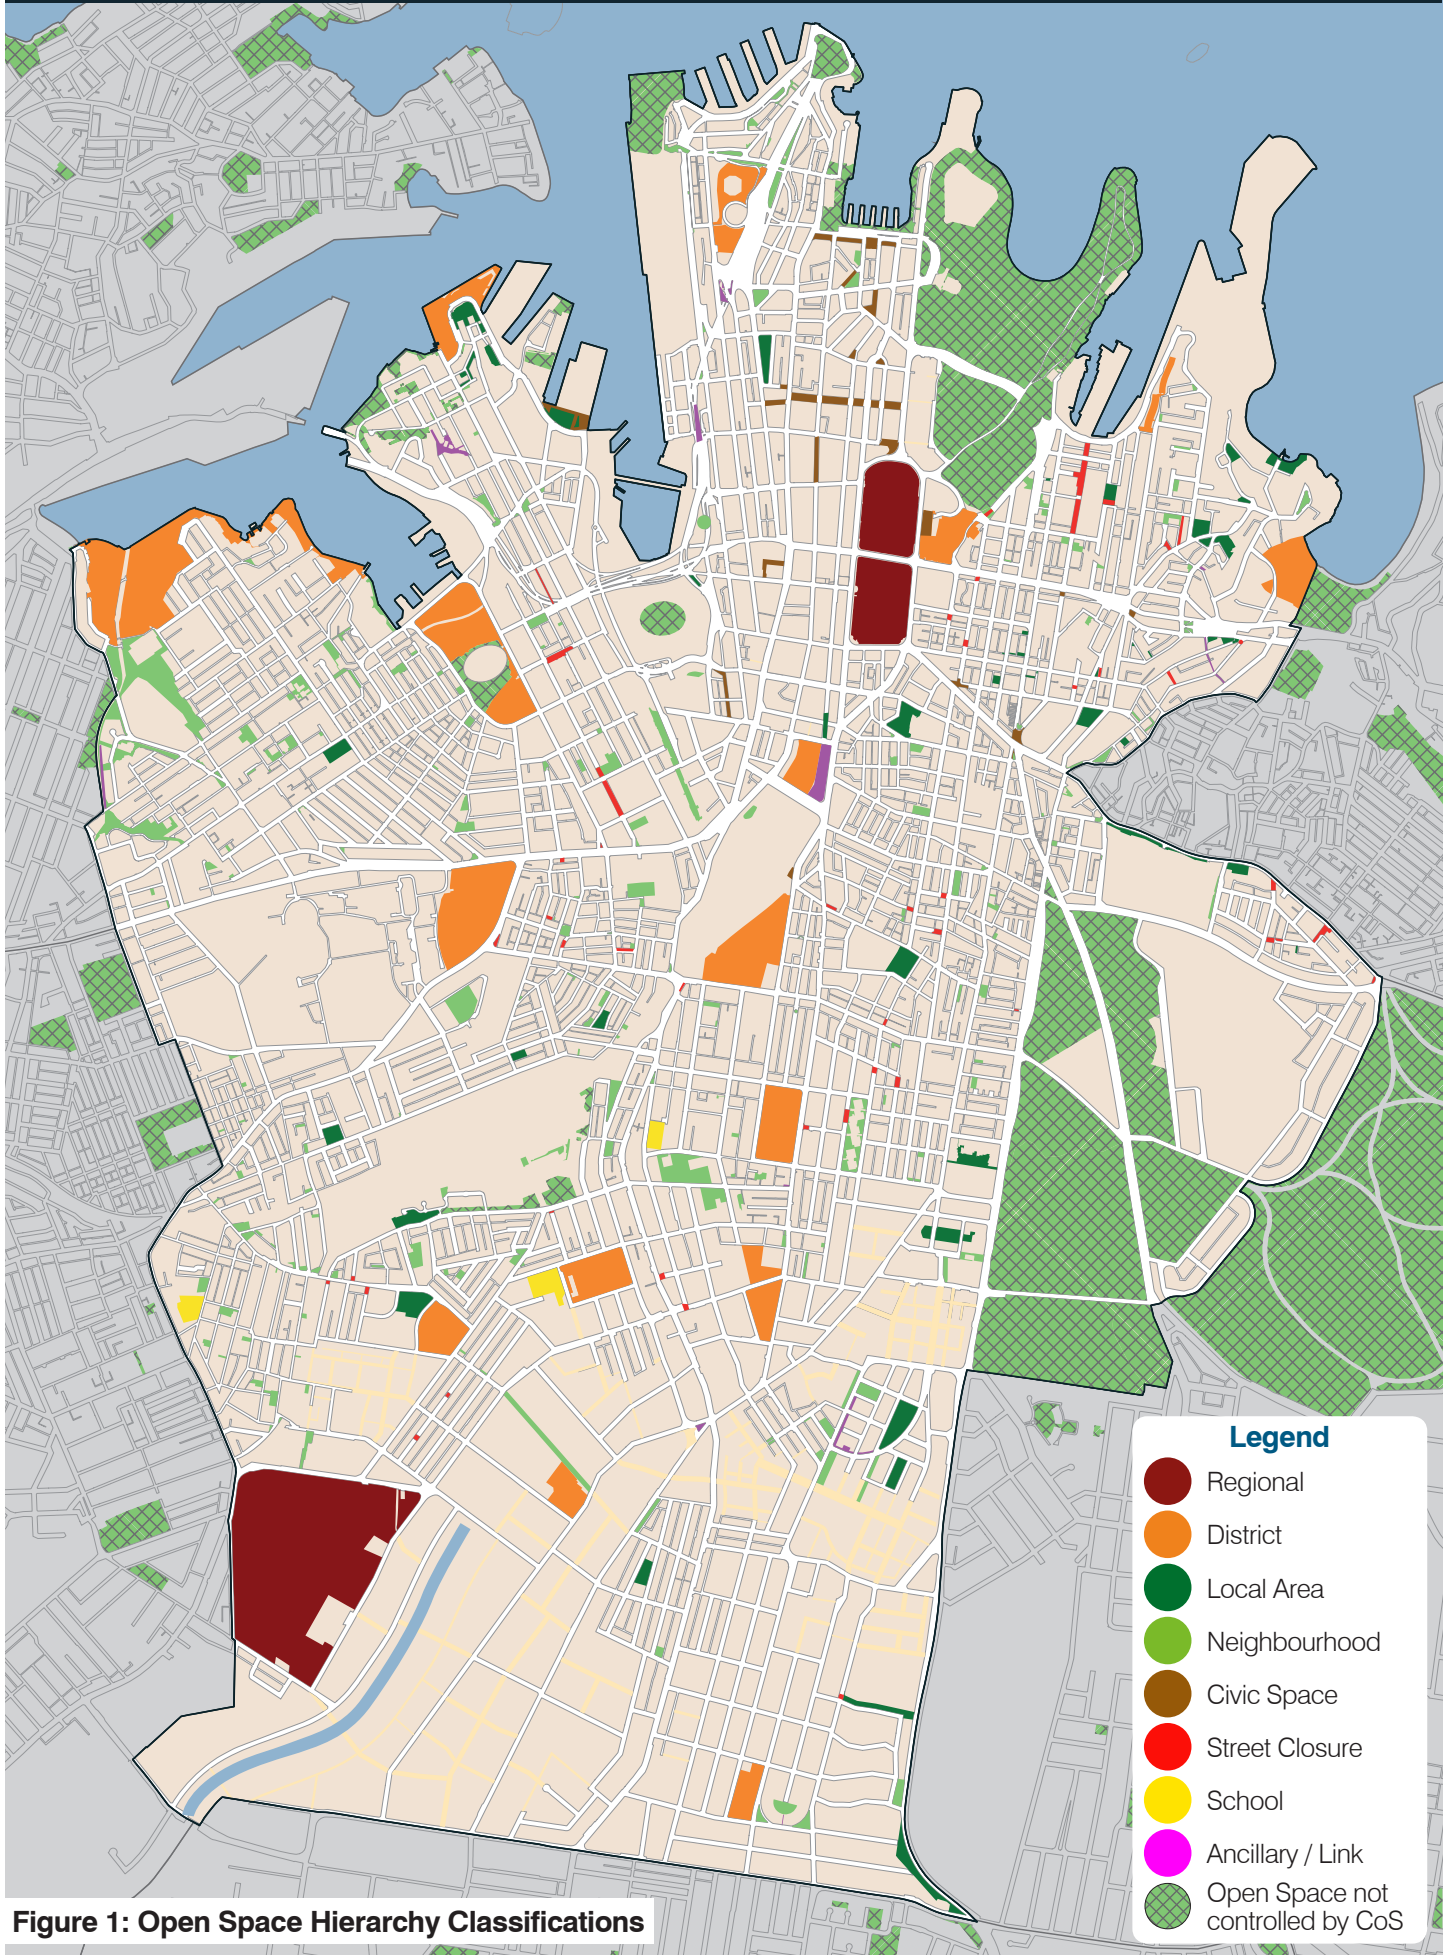 Legend
Regional
District
Local Area
Neighbourhood
Civic Space
Street Closure
School
Ancillary / Link
Open Space not
controlled by CoS
Figure 1: Open Space Hierarchy Classifications